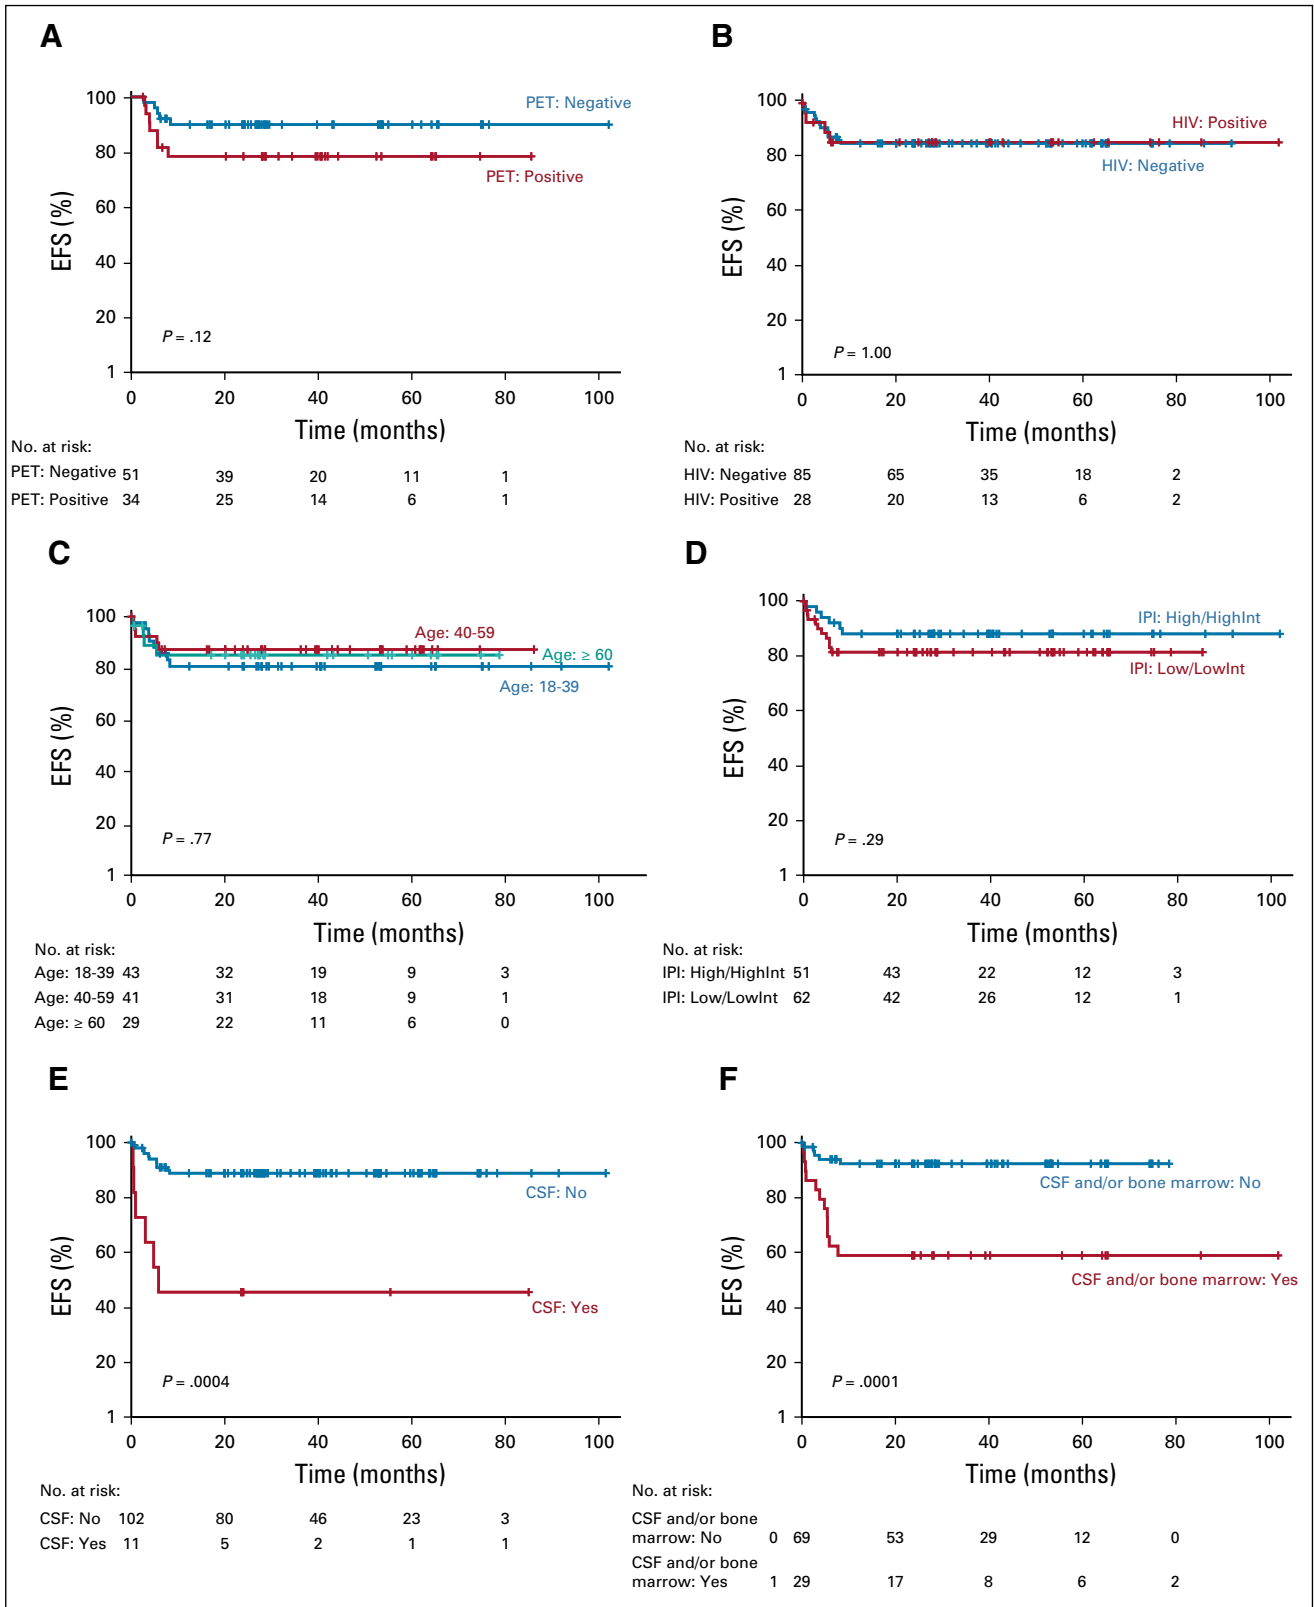 A
100
80
60
40
20
1
EFS (%)
PET: Negative
PET: Positive
P = .12
0 20 40 60 80 100
Time (months)
No. at risk:
PET: Negative 51 39 20 11 1
PET: Positive 34 25 14 6 1
B
100
80
60
40
20
1
EFS (%)
HIV: Positive
HIV: Negative
P = 1.00
0 20 40 60 80 100
Time (months)
No. at risk:
HIV: Negative 85 65 35 18 2
HIV: Positive 28 20 13 6 2
C
100
80
60
40
20
1
EFS (%)
Age: 40-59
Age: ≥ 60
Age: 18-39
P = .77
0 20 40 60 80 100
Time (months)
No. at risk:
Age: 18-39 43 32 19 9 3
Age: 40-59 41 31 18 9 1
Age: ≥ 60 29 22 11 6 0
D
100
80
60
40
20
1
EFS (%)
IPI: High/HighInt
IPI: Low/LowInt
P = .29
0 20 40 60 80 100
Time (months)
No. at risk:
IPI: High/HighInt 51 43 22 12 3
IPI: Low/LowInt 62 42 26 12 1
E
100
80
60
40
20
1
EFS (%)
CSF: No
CSF: Yes
P = .0004
0 20 40 60 80 100
Time (months)
No. at risk:
CSF: No 102 80 46 23 3
CSF: Yes 11 5 2 1 1
F
100
80
60
40
20
1
EFS (%)
CSF and/or bone marrow: No
CSF and/or bone marrow: Yes
P = .0001
0 20 40 60 80 100
Time (months)
No. at risk:
CSF and/or bone
marrow: No 0 69 53 29 12 0
CSF and/or bone
marrow: Yes 1 29 17 8 6 2